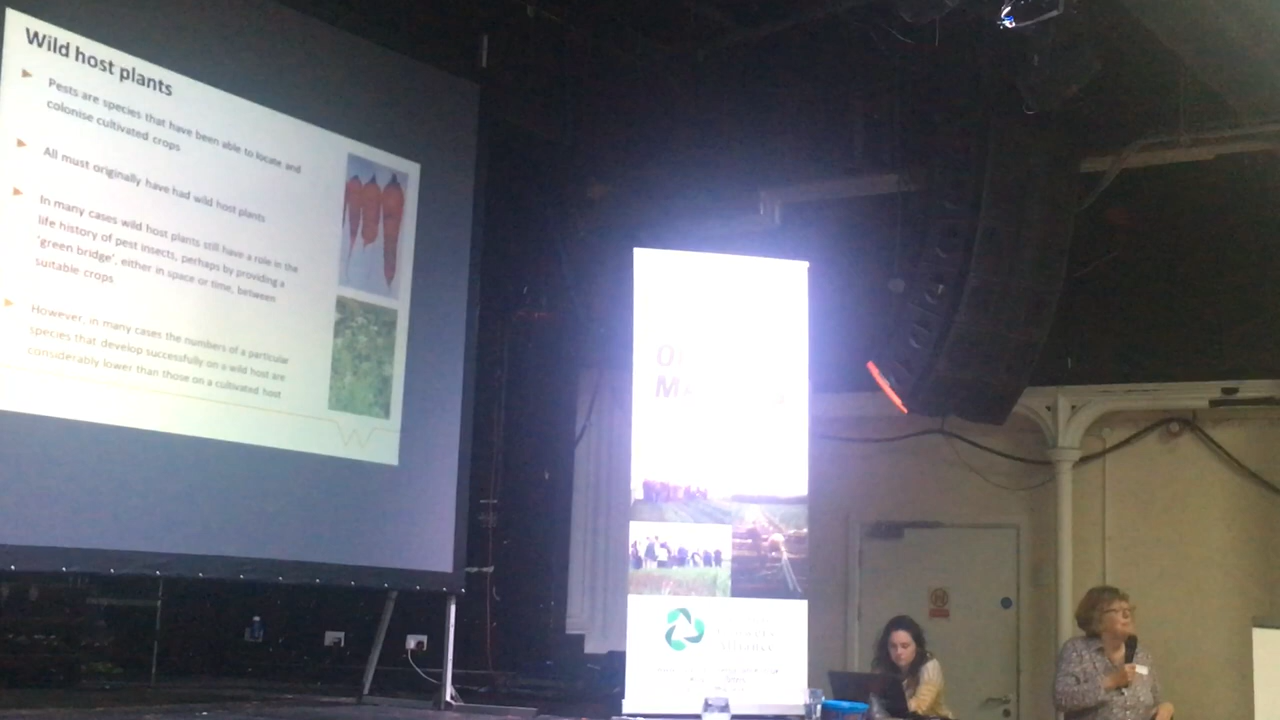 Wild host plants
Pests are species that have been able to locate and
colonise cultivated crops
All must originally have had wild host plants
In many cases wild host plants still have a role in the
life history of pest insects, perhaps by providing a
'green bridge', either in space or time, between
suitable crops
However, in many cases the numbers of a particular
species that develop successfully on a wild host are
considerably lower than those on a cultivated host